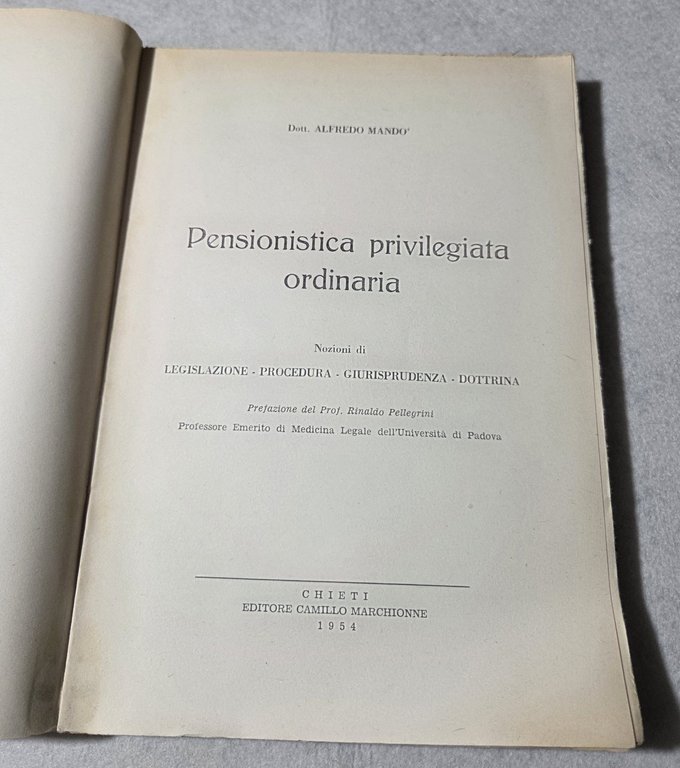 Dott. ALFREDO MANDO'
Pensionistica privilegiata
ordinaria
Nozioni di
LEGISLAZIONE - PROCEDURA - GIURISPRUDENZA - DOTTRINA
Prefazione del Prof. Rinaldo Pellegrini
Professore Emerito di Medicina Legale dell'Università di Padova
CHIETI
EDITORE CAMILLO MARCHIONNE
1954